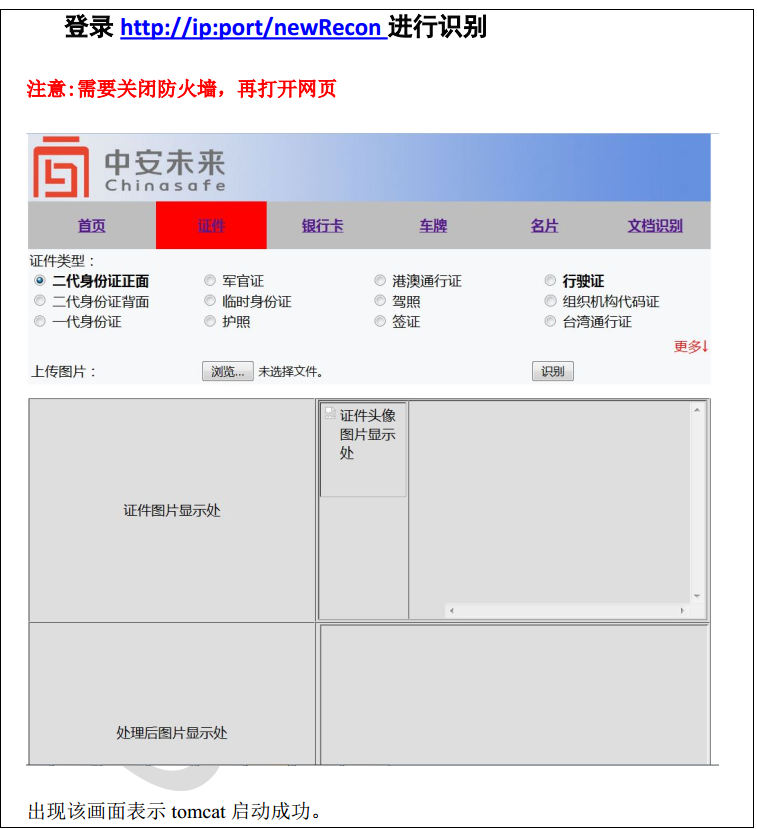 登录 http://ip:port/newRecon 进行识别
注意:需要关闭防火墙，再打开网页
中安未来
Chinasafe
首页 证件 银行卡 车牌 名片 文档识别
证件类型：
二代身份证正面 军官证 港澳通行证 行驶证
二代身份证背面 临时身份证 驾照 组织机构代码证
一代身份证 护照 签证 台湾通行证
更多↓
上传图片： 浏览... 未选择文件。 识别
证件头像
图片显示
处
证件图片显示处
处理后图片显示处
出现该画面表示 tomcat 启动成功。